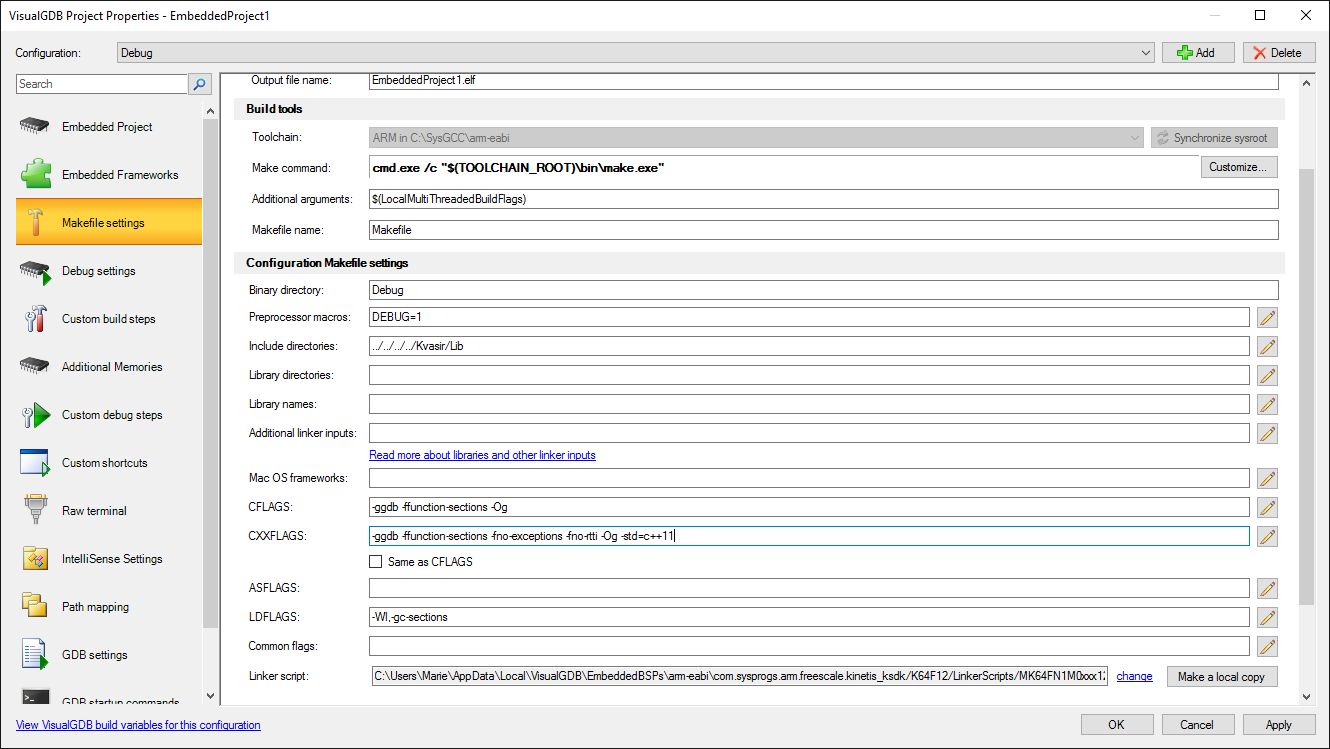 VisualGDB Project Properties - EmbeddedProject1
Configuration:
Debug
Add
Delete
Search
Embedded Project
Embedded Frameworks
Makefile settings
Debug settings
Custom build steps
Additional Memories
Custom debug steps
Custom shortcuts
Raw terminal
IntelliSense Settings
Path mapping
GDB settings
GDB startup commands
Output file name:
EmbeddedProject1.elf
Build tools
Toolchain:
ARM in C:\SysGCC\arm-eabi
Synchronize sysroot
Make command:
cmd.exe /c "$(TOOLCHAIN_ROOT)\bin\make.exe"
Customize...
Additional arguments:
$(LocalMultiThreadedBuildFlags)
Makefile name:
Makefile
Configuration Makefile settings
Binary directory:
Debug
Preprocessor macros:
DEBUG=1
Include directories:
../../../../Kvasir/Lib
Library directories:
Library names:
Additional linker inputs:
Read more about libraries and other linker inputs
Mac OS frameworks:
CFLAGS:
-ggdb -ffunction-sections -Og
CXXFLAGS:
-ggdb -ffunction-sections -fno-exceptions -fno-rtti -Og -std=c++11
Same as CFLAGS
ASFLAGS:
LDFLAGS:
-Wl,-gc-sections
Common flags:
Linker script:
C:\Users\Marie\AppData\Local\VisualGDB\EmbeddedBSPs\arm-eabi\com.sysprogs.arm.freescale.kinetis_ksdk/K64F12/LinkerScripts/MK64FN1M0xxx12
change
Make a local copy
View VisualGDB build variables for this configuration
OK
Cancel
Apply